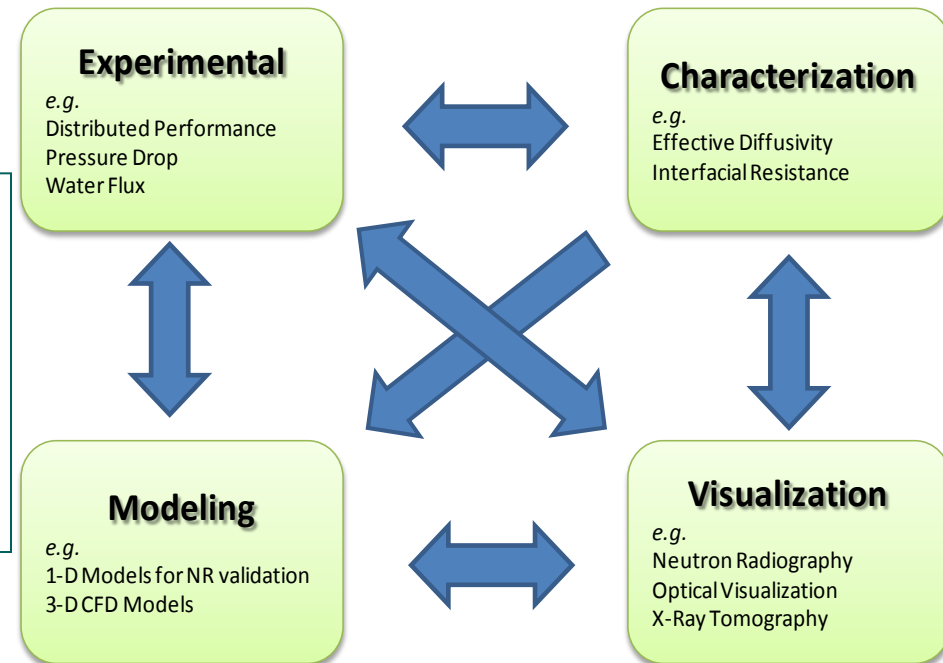 Experimental
e.g.
Distributed Performance
Pressure Drop
Water Flux
Characterization
e.g.
Effective Diffusivity
Interfacial Resistance
Modeling
e.g.
1-D Models for NR validation
3-D CFD Models
Visualization
e.g.
Neutron Radiography
Optical Visualization
X-Ray Tomography